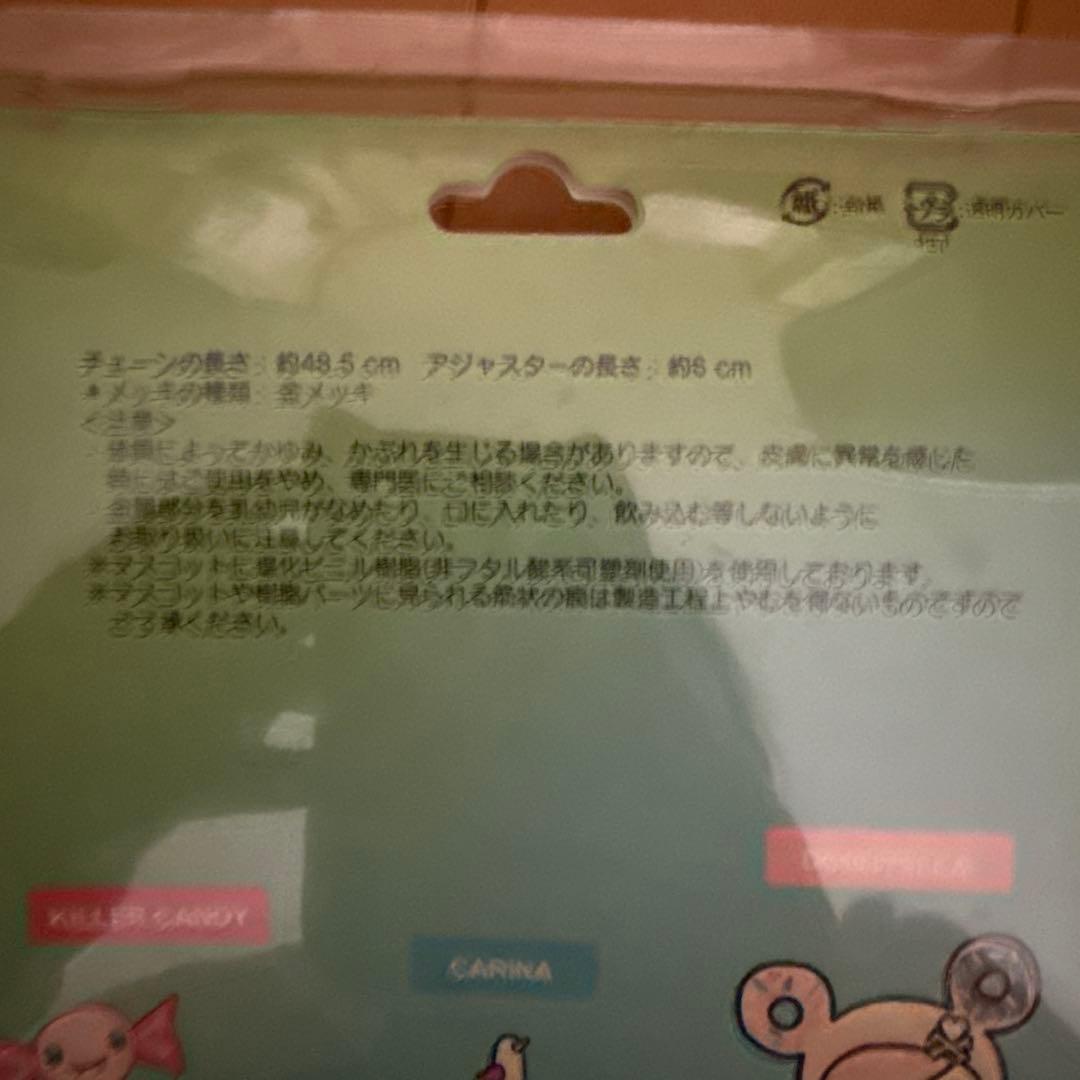 紙:台紙 プラ:透明カバー
チェーンの長さ：約48.5 cm アジャスターの長さ：約6 cm
＊メッキの種類：金メッキ
＜注意＞
体質によってかゆみ、かぶれを生じる場合がありますので、皮膚に異常を感じた
際にはご使用をやめ、専門医にご相談ください。
金属部分を乳幼児がなめたり、口に入れたり、飲み込む等しないように
お取り扱いに注意してください。
※マスコットに塩化ビニル樹脂(非フタル酸系可塑剤使用)を使用しております。
※マスコットや樹脂パーツに見られる筋状の痕は製造工程上やむを得ないものですので
ご了承ください。
KILLER CANDY
CARINA